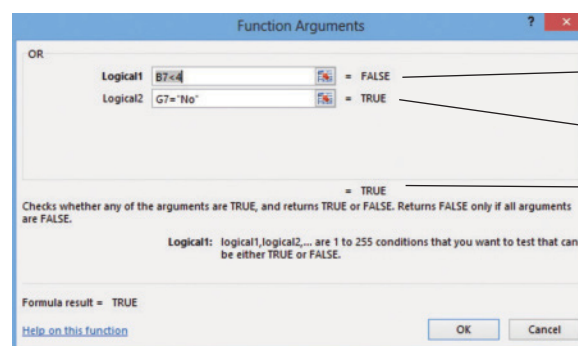 Function Arguments ? ×
OR
Logical1 B7<4 = FALSE
Logical2 G7="No" = TRUE
= TRUE
Checks whether any of the arguments are TRUE, and returns TRUE or FALSE. Returns FALSE only if all arguments
are FALSE.
Logical1: logical1,logical2,... are 1 to 255 conditions that you want to test that can
be either TRUE or FALSE.
Formula result = TRUE
Help on this function OK Cancel